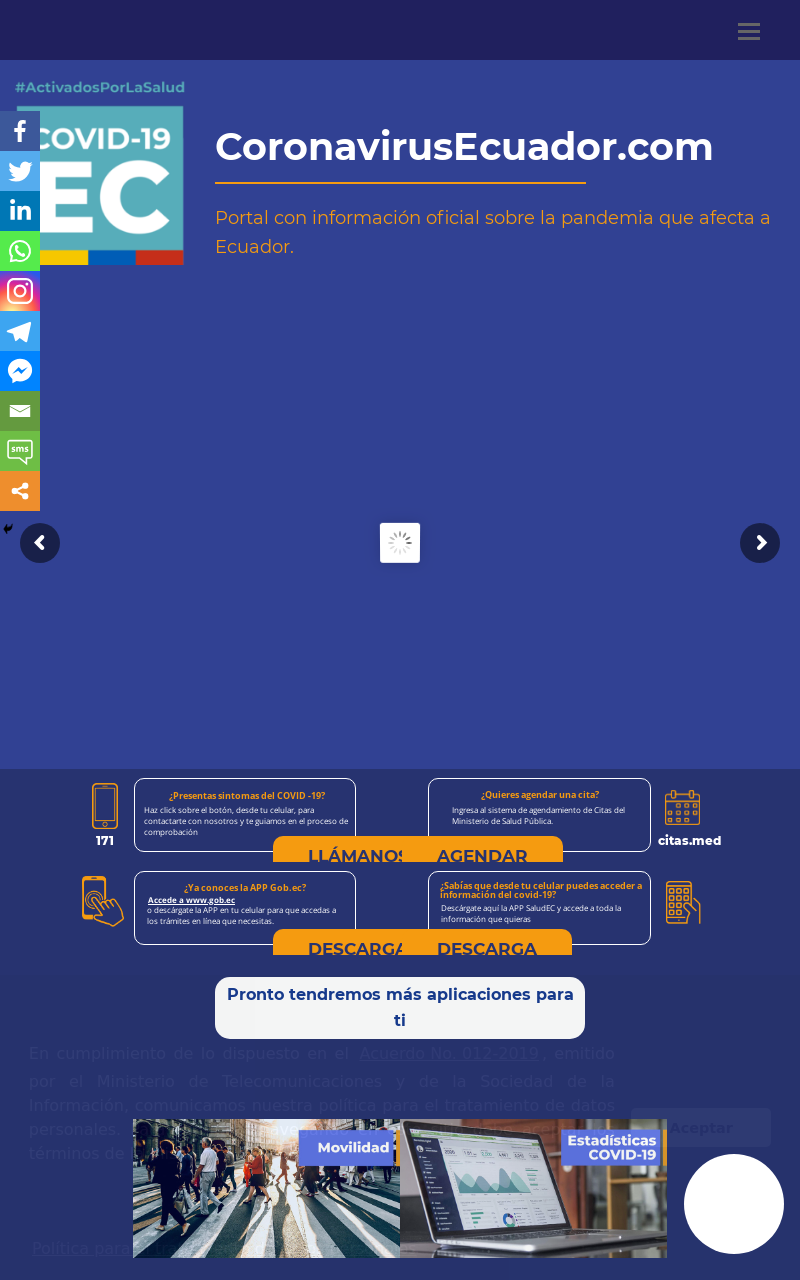 #ActivadosPorLaSalud
COVID-19
EC
CoronavirusEcuador.com
Portal con información oficial sobre la pandemia que afecta a
Ecuador.
sms
¿Presentas sintomas del COVID -19?
Haz click sobre el botón, desde tu celular, para
contactarte con nosotros y te guiamos en el proceso de
comprobación
171
LLÁMANOS
¿Quieres agendar una cita?
Ingresa al sistema de agendamiento de Citas del
Ministerio de Salud Pública.
citas.med
AGENDAR
¿Ya conoces la APP Gob.ec?
Accede a www.gob.ec
o descárgate la APP en tu celular para que accedas a
los trámites en línea que necesitas.
DESCARGA
¿Sabías que desde tu celular puedes acceder a
información del covid-19?
Descárgate aquí la APP SaludEC y accede a toda la
información que quieras
DESCARGA
Pronto tendremos más aplicaciones para
ti
En cumplimiento de lo dispuesto en el Acuerdo No. 012-2019 , emitido
por el Ministerio de Telecomunicaciones y de la Sociedad de la
Información, comunicamos nuestra política para el tratamiento de datos
personales.
términos de
Aceptar
Política para
Movilidad
Estadísticas
COVID-19